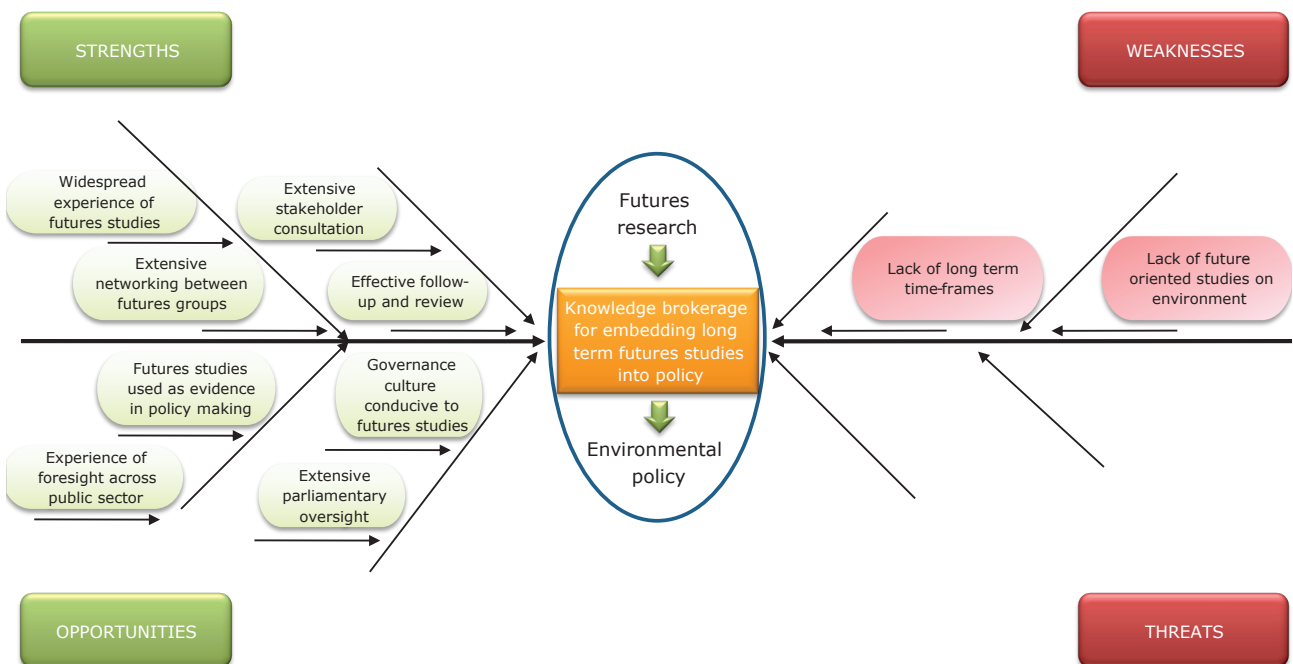 STRENGTHS
WEAKNESSES
Widespread
experience of
futures studies
Extensive
stakeholder
consultation
Extensive
networking between
futures groups
Effective follow-
up and review
Futures
research
Knowledge brokerage
for embedding long
term futures studies
into policy
Environmental
policy
Lack of long term
time-frames
Lack of future
oriented studies on
environment
Futures studies
used as evidence
in policy making
Governance
culture
conducive to
futures studies
Experience of
foresight across
public sector
Extensive
parliamentary
oversight
OPPORTUNITIES
THREATS